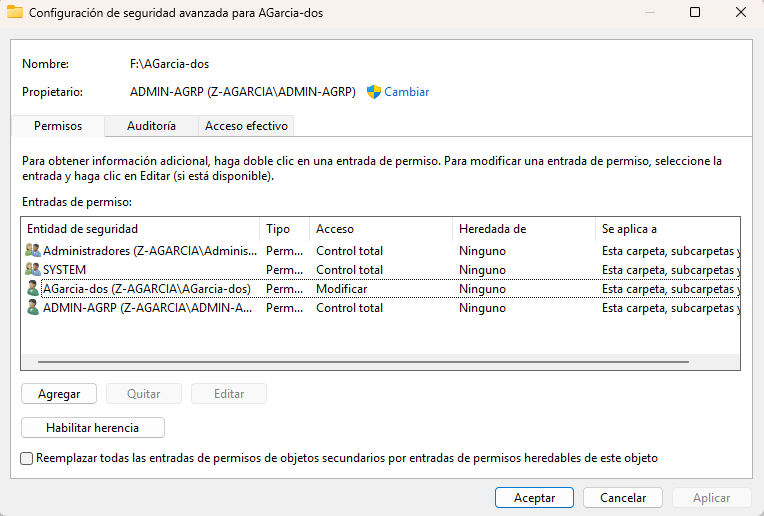 Configuración de seguridad avanzada para AGarcia-dos
Nombre: F:\AGarcia-dos
Propietario: ADMIN-AGRP (Z-AGARCIA\ADMIN-AGRP) Cambiar
Permisos Auditoría Acceso efectivo
Para obtener información adicional, haga doble clic en una entrada de permiso. Para modificar una entrada de permiso, seleccione la
entrada y haga clic en Editar (si está disponible).
Entradas de permiso:
Entidad de seguridad Tipo Acceso Heredada de Se aplica a
Administradores (Z-AGARCIA\Adminis... Perm... Control total Ninguno Esta carpeta, subcarpetas y
SYSTEM Perm... Control total Ninguno Esta carpeta, subcarpetas y
AGarcia-dos (Z-AGARCIA\AGarcia-dos) Perm... Modificar Ninguno Esta carpeta, subcarpetas y
ADMIN-AGRP (Z-AGARCIA\ADMIN-A... Perm... Control total Ninguno Esta carpeta, subcarpetas y
Agregar Quitar Editar
Habilitar herencia
Reemplazar todas las entradas de permisos de objetos secundarios por entradas de permisos heredables de este objeto
Aceptar Cancelar Aplicar